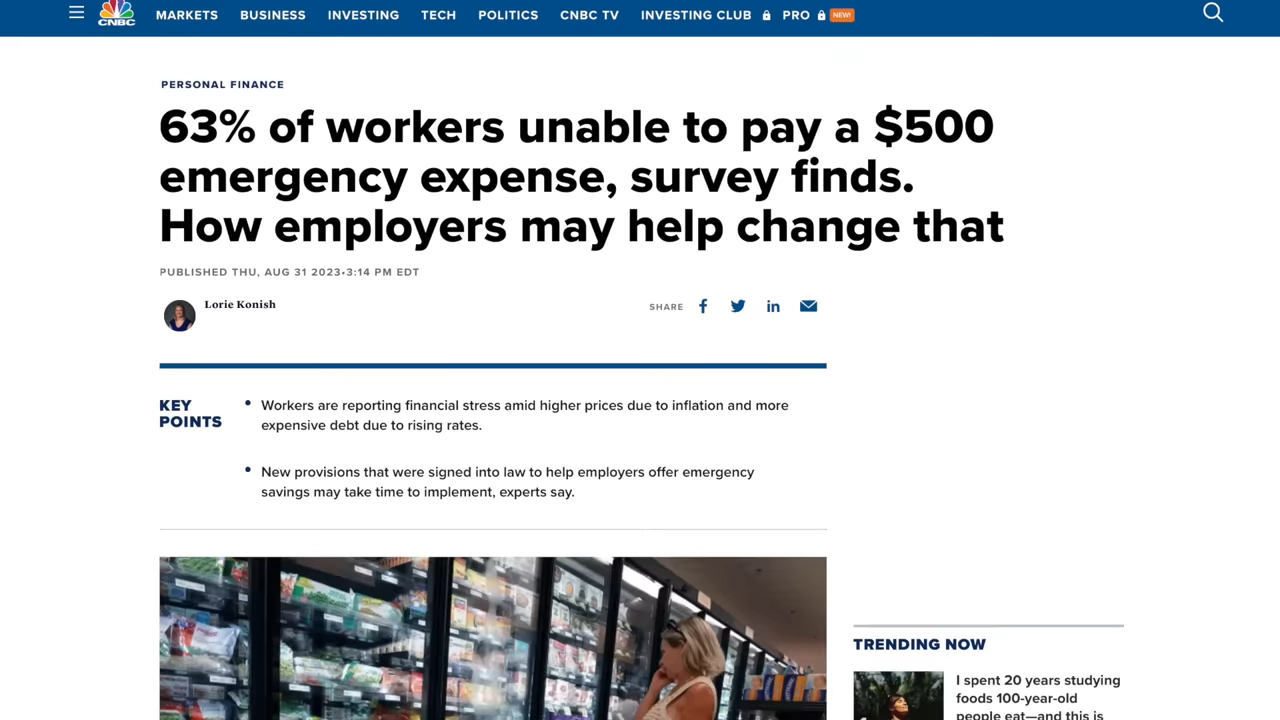 CNBC
MARKETS BUSINESS INVESTING TECH POLITICS CNBC TV INVESTING CLUB PRO NEW!
PERSONAL FINANCE
63% of workers unable to pay a $500
emergency expense, survey finds.
How employers may help change that
PUBLISHED THU, AUG 31 2023•3:14 PM EDT
Lorie Konish
SHARE
KEY
POINTS
• Workers are reporting financial stress amid higher prices due to inflation and more
expensive debt due to rising rates.
• New provisions that were signed into law to help employers offer emergency
savings may take time to implement, experts say.
TRENDING NOW
I spent 20 years studying
foods 100-year-old
people eat—and this is